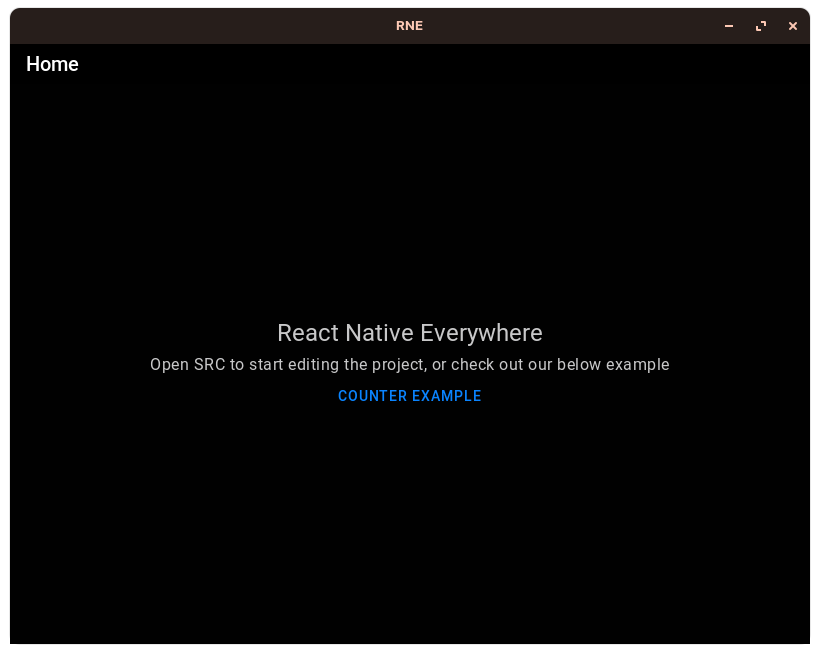 RNE
Home
React Native Everywhere
Open SRC to start editing the project, or check out our below example
COUNTER EXAMPLE